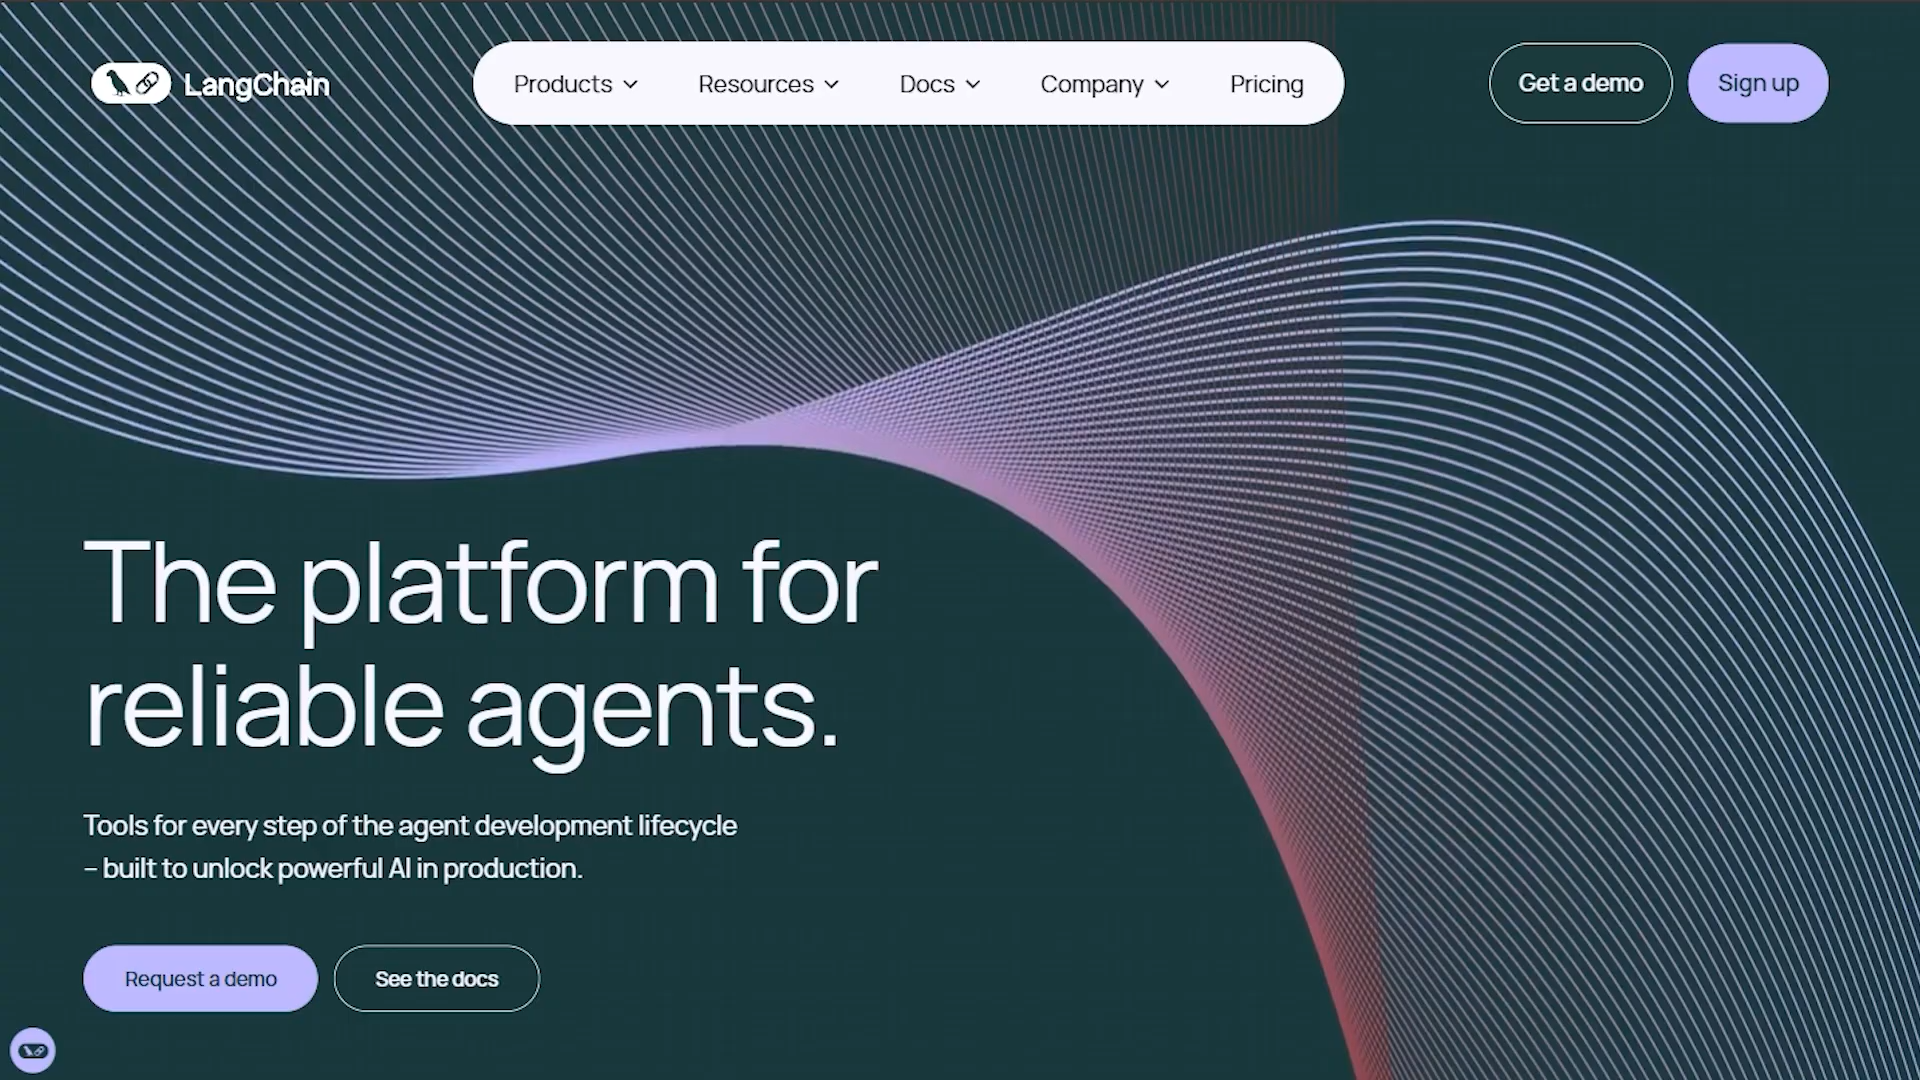 LangChain
Products
Resources
Docs
Company
Pricing
Get a demo
Sign up
The platform for
reliable agents.
Tools for every step of the agent development lifecycle
– built to unlock powerful AI in production.
Request a demo
See the docs